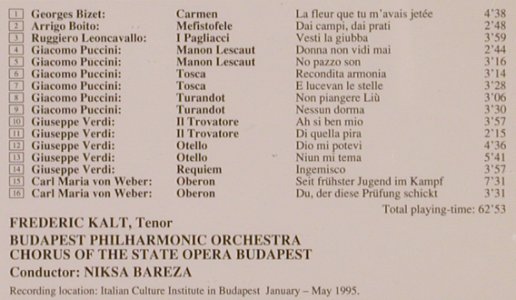 1 Georges Bizet: Carmen La fleur que tu m'avais jetée 4'38
2 Arrigo Boito: Mefistofele Dai campi, dai prati 2'48
3 Ruggiero Leoncavallo: I Pagliacci Vesti la giubba 3'59
4 Giacomo Puccini: Manon Lescaut Donna non vidi mai 2'44
5 Giacomo Puccini: Manon Lescaut No pazzo son 3'16
6 Giacomo Puccini: Tosca Recondita armonia 3'14
7 Giacomo Puccini: Tosca E lucevan le stelle 3'28
8 Giacomo Puccini: Turandot Non piangere Liù 3'06
9 Giacomo Puccini: Turandot Nessun dorma 3'30
10 Giuseppe Verdi: Il Trovatore Ah si ben mio 3'57
11 Giuseppe Verdi: Il Trovatore Di quella pira 2'15
12 Giuseppe Verdi: Otello Dio mi potevi 4'36
13 Giuseppe Verdi: Otello Niun mi tema 5'41
14 Giuseppe Verdi: Requiem Ingemisco 3'57
15 Carl Maria von Weber: Oberon Seit frühster Jugend im Kampf 7'31
16 Carl Maria von Weber: Oberon Du, der diese Prüfung schickt 3'31
Total playing-time: 62'53
FREDERIC KALT, Tenor
BUDAPEST PHILHARMONIC ORCHESTRA
CHORUS OF THE STATE OPERA BUDAPEST
Conductor: NIKSA BAREZA
Recording location: Italian Culture Institute in Budapest January – May 1995.